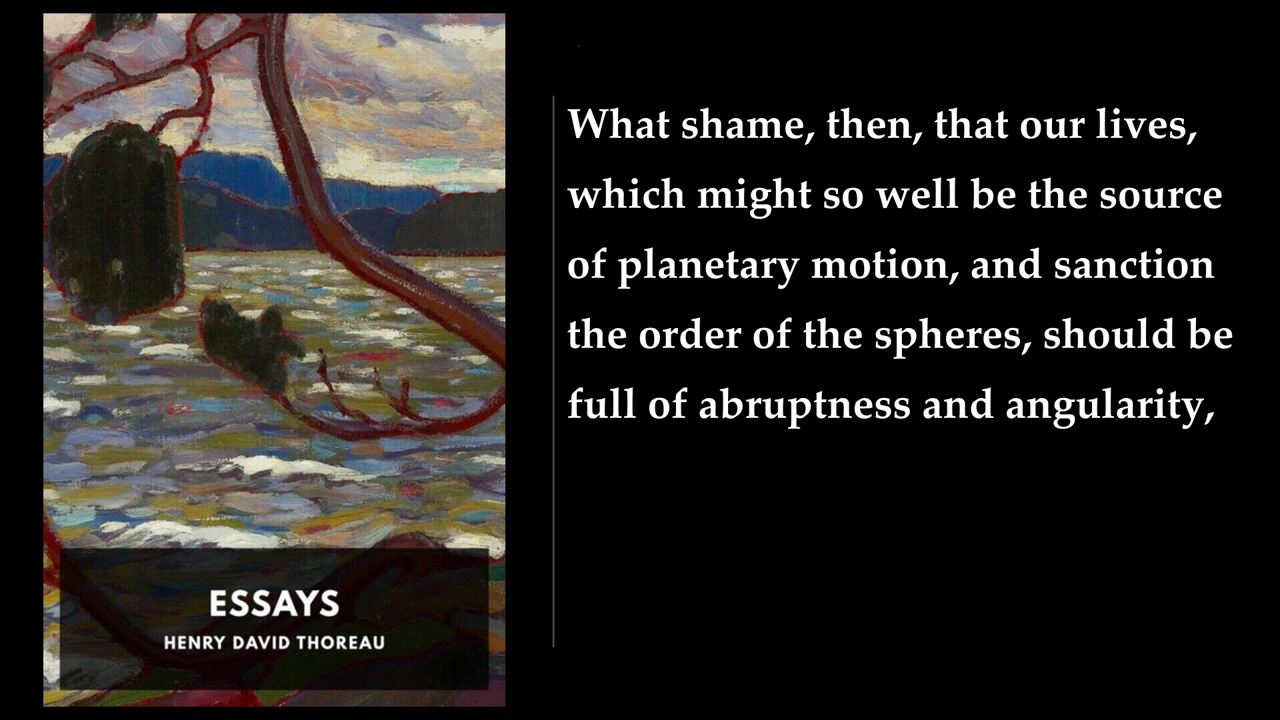 ESSAYS
HENRY DAVID THOREAU
What shame, then, that our lives,
which might so well be the source
of planetary motion, and sanction
the order of the spheres, should be
full of abruptness and angularity,